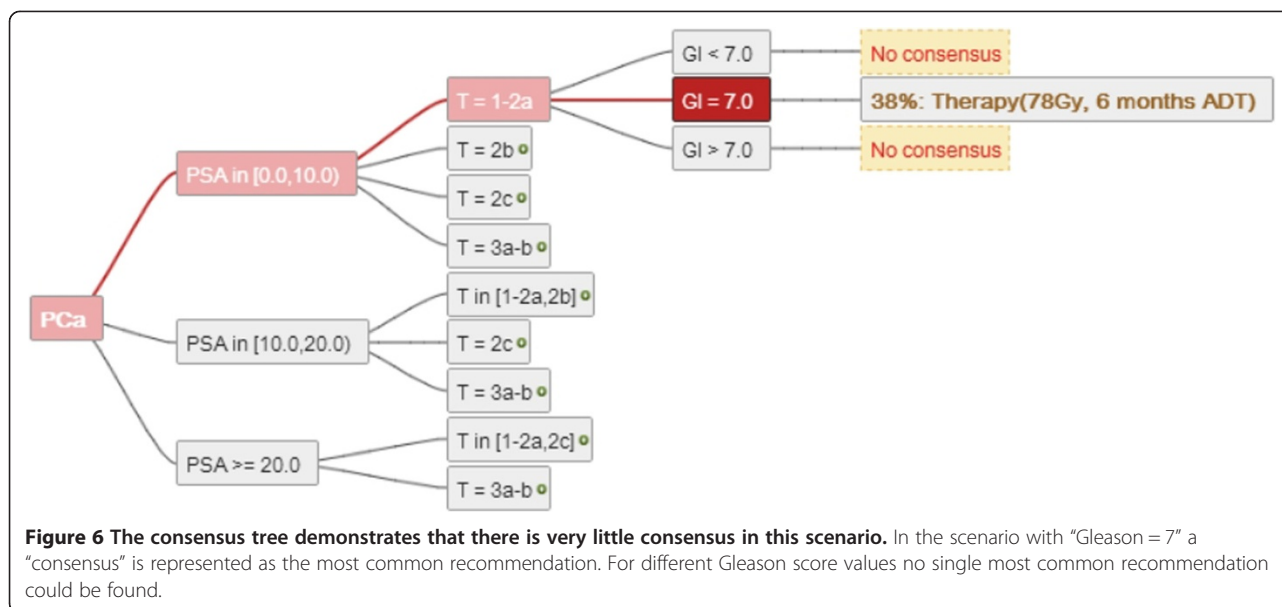 GI < 7.0
No consensus
T = 1-2a
GI = 7.0
38%: Therapy(78Gy, 6 months ADT)
GI > 7.0
No consensus
PSA in [0.0,10.0)
T = 2b
T = 2c
T = 3a-b
PCa
T in [1-2a,2b]
PSA in [10.0,20.0)
T = 2c
T = 3a-b
PSA >= 20.0
T in [1-2a,2c]
T = 3a-b
Figure 6 The consensus tree demonstrates that there is very little consensus in this scenario. In the scenario with “Gleason = 7” a
“consensus” is represented as the most common recommendation. For different Gleason score values no single most common recommendation
could be found.